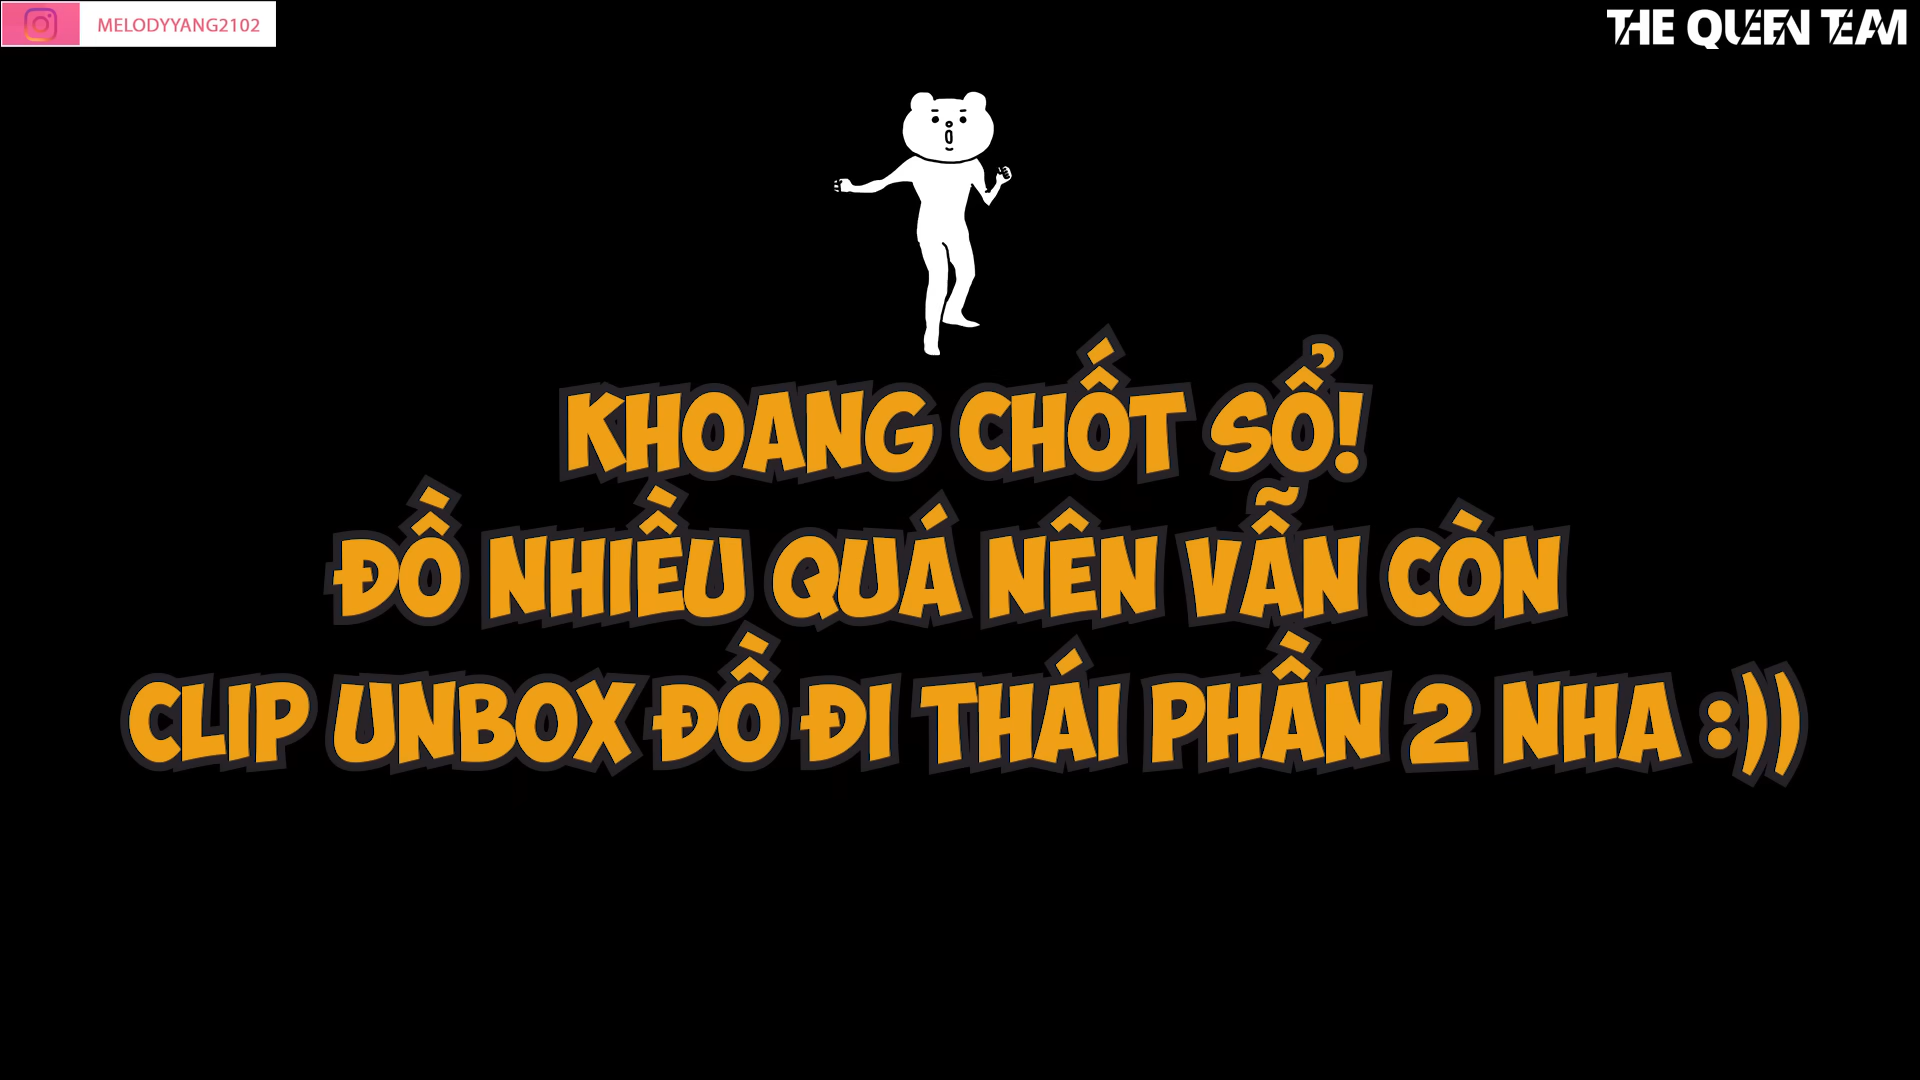 MELODYYANG2102
THE QUEEN TEAM
KHOANG CHỐT SỔ!
ĐỒ NHIỀU QUÁ NÊN VẪN CÒN
CLIP UNBOX ĐỒ ĐI THÁI PHẦN 2 NHA :))